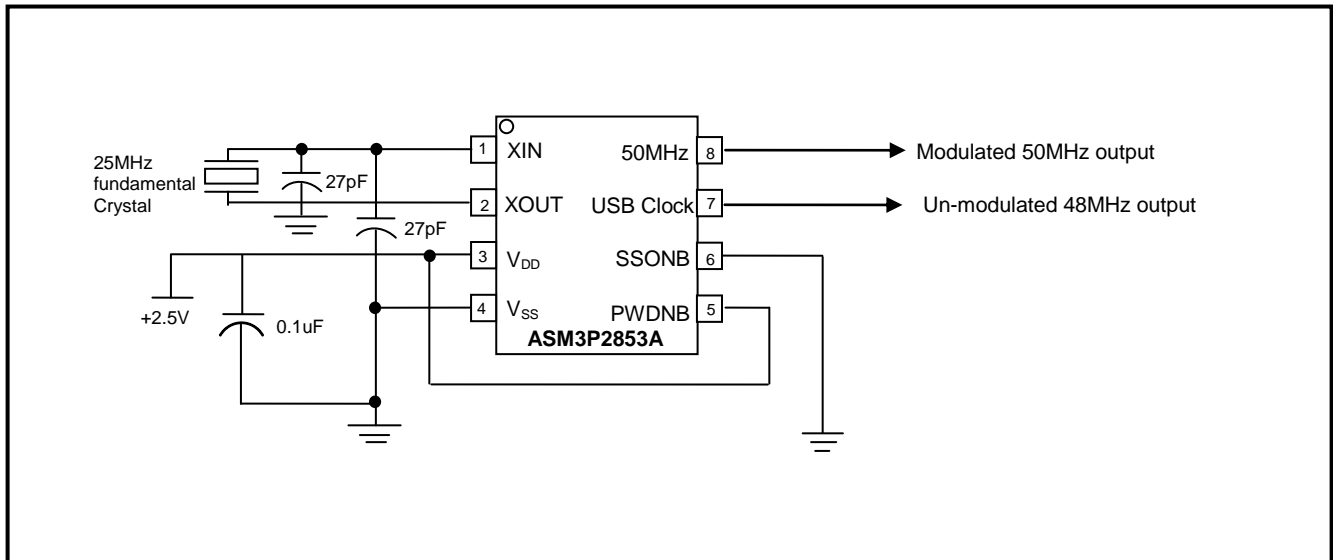 25MHz
fundamental
Crystal
27pF
27pF
+2.5V
0.1uF
1 XIN
2 XOUT
3 VDD
4 VSS
50MHz 8
USB Clock 7
SSONB 6
PWDNB 5
ASM3P2853A
Modulated 50MHz output
Un-modulated 48MHz output